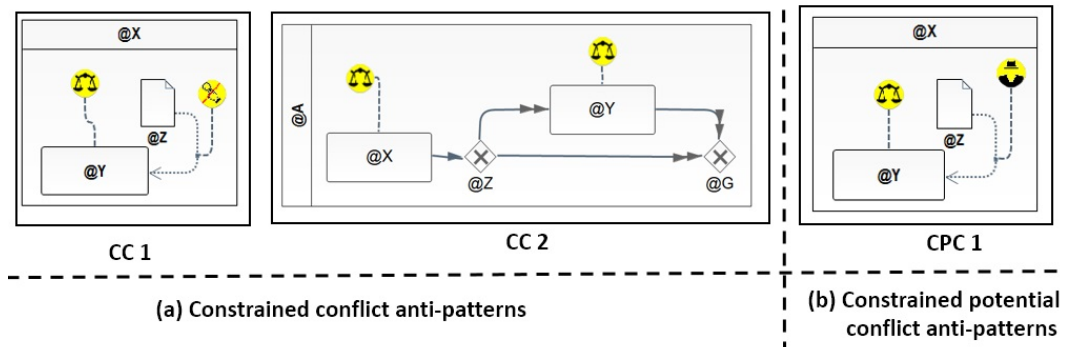 @X
@Z
@Y
CC 1
@A
@X
@Z
@Y
@G
CC 2
@X
@Z
@Y
CPC 1
(a) Constrained conflict anti-patterns
(b) Constrained potential
conflict anti-patterns